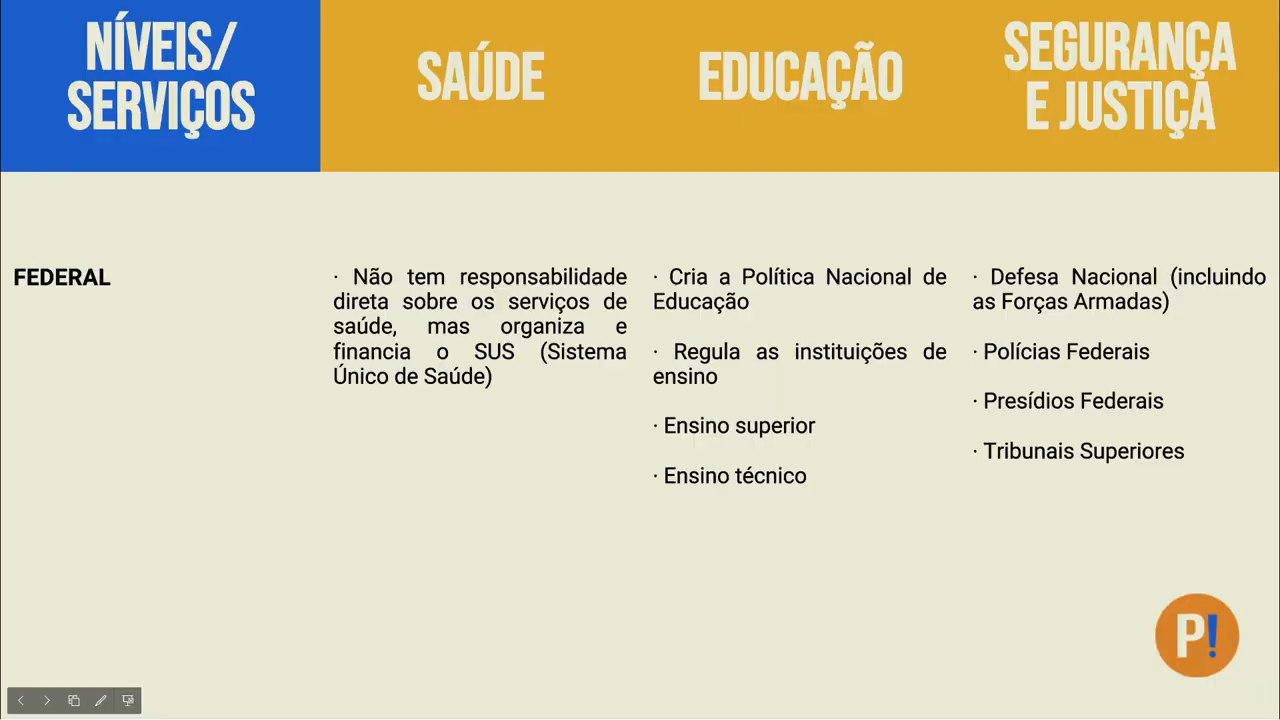 NÍVEIS/
SERVIÇOS
SAÚDE
EDUCAÇÃO
SEGURANÇA
E JUSTIÇA
FEDERAL
· Não tem responsabilidade
direta sobre os serviços de
saúde, mas organiza e
financia o SUS (Sistema
Único de Saúde)
· Cria a Política Nacional de
Educação
· Regula as instituições de
ensino
· Ensino superior
· Ensino técnico
· Defesa Nacional (incluindo
as Forças Armadas)
· Polícias Federais
· Presídios Federais
· Tribunais Superiores
P!